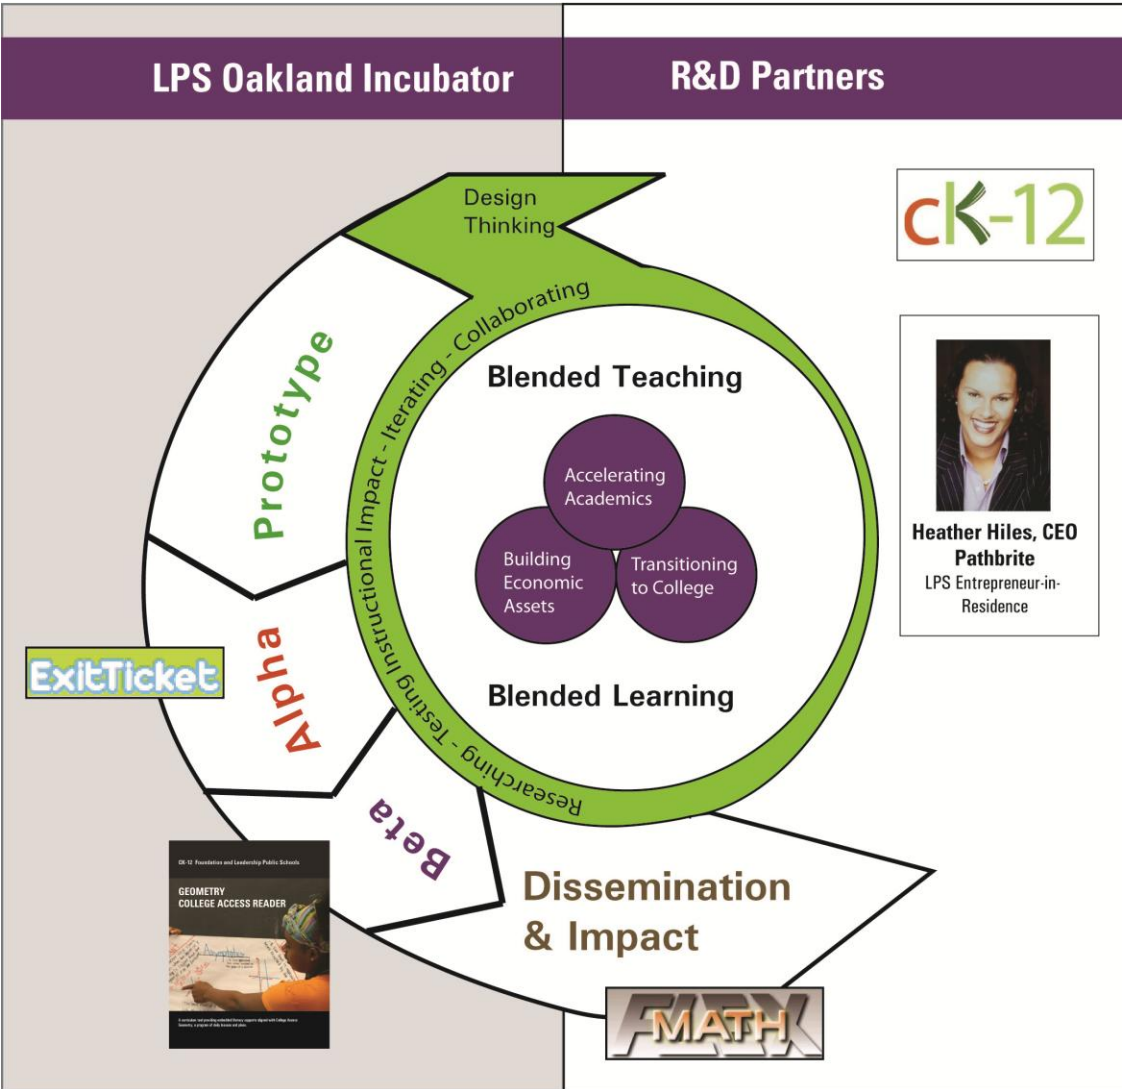 LPS Oakland Incubator
R&D Partners
Design
Thinking
cK-12
Researching - Testing Instructional Impact - Iterating - Collaborating
Prototype
Blended Teaching
Accelerating
Academics
Building
Economic
Assets
Transitioning
to College
Blended Learning
Heather Hiles, CEO
Pathbrite
LPS Entrepreneur-in-
Residence
Alpha
ExitTicket
Beta
CK-12 Foundation and Leadership Public Schools
GEOMETRY
COLLEGE ACCESS READER
Dissemination
& Impact
FLEX
MATH